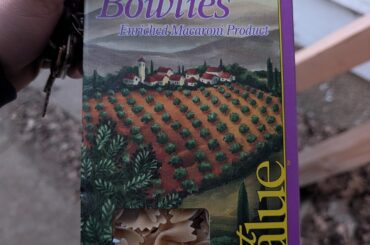 Bowties
Enriched Macaroni Product
Value